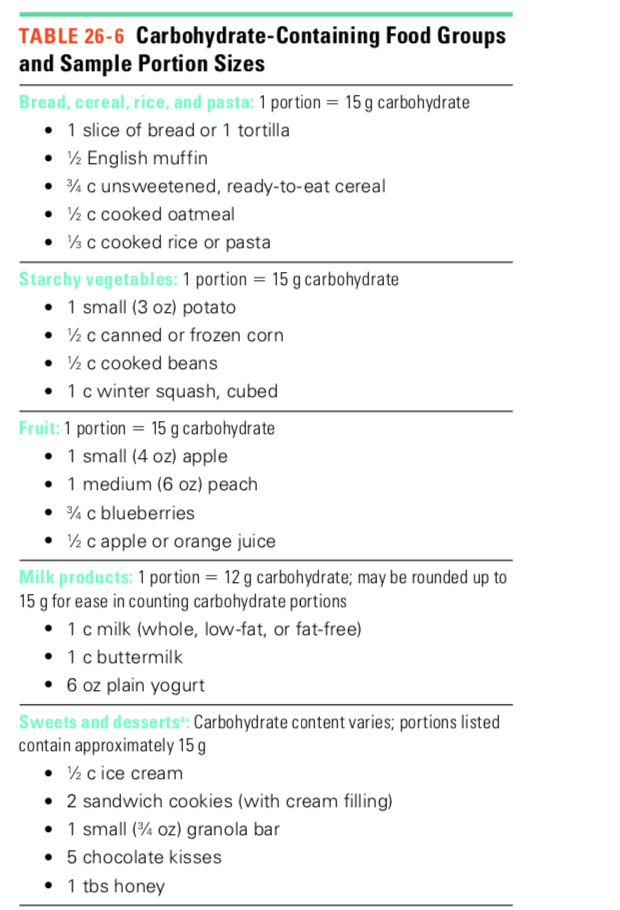 TABLE 26-6 Carbohydrate-Containing Food Groups
and Sample Portion Sizes
Bread, cereal, rice, and pasta: 1 portion = 15 g carbohydrate
• 1 slice of bread or 1 tortilla
• ½ English muffin
• ¾ c unsweetened, ready-to-eat cereal
• ½ c cooked oatmeal
• ⅓ c cooked rice or pasta
Starchy vegetables: 1 portion = 15 g carbohydrate
• 1 small (3 oz) potato
• ½ c canned or frozen corn
• ½ c cooked beans
• 1 c winter squash, cubed
Fruit: 1 portion = 15 g carbohydrate
• 1 small (4 oz) apple
• 1 medium (6 oz) peach
• ¾ c blueberries
• ½ c apple or orange juice
Milk products: 1 portion = 12 g carbohydrate; may be rounded up to
15 g for ease in counting carbohydrate portions
• 1 c milk (whole, low-fat, or fat-free)
• 1 c buttermilk
• 6 oz plain yogurt
Sweets and dessertsª: Carbohydrate content varies; portions listed
contain approximately 15 g
• ½ c ice cream
• 2 sandwich cookies (with cream filling)
• 1 small (¾ oz) granola bar
• 5 chocolate kisses
• 1 tbs honey